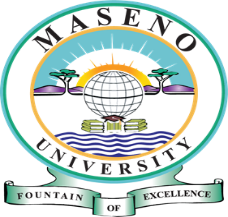 MASENO
UNIVERSITY
FOUNTAIN OF EXCELLENCE